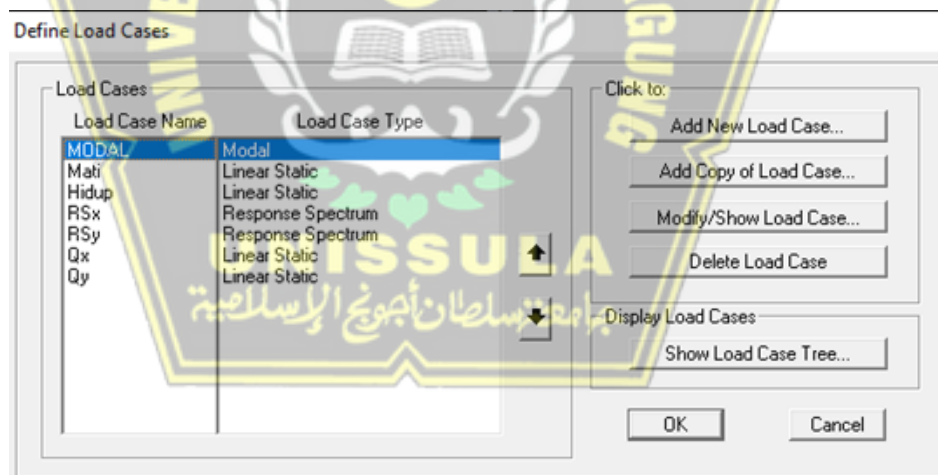 Define Load Cases
Load Cases
Load Case Name Load Case Type
MODAL Modal
Mati Linear Static
Hidup Linear Static
RSx Response Spectrum
RSy Response Spectrum
Qx Linear Static
Qy Linear Static
Click to:
Add New Load Case...
Add Copy of Load Case...
Modify/Show Load Case...
Delete Load Case
Display Load Cases
Show Load Case Tree...
OK Cancel
UNISSULA
جامعة سلطان أجونج الإسلامية